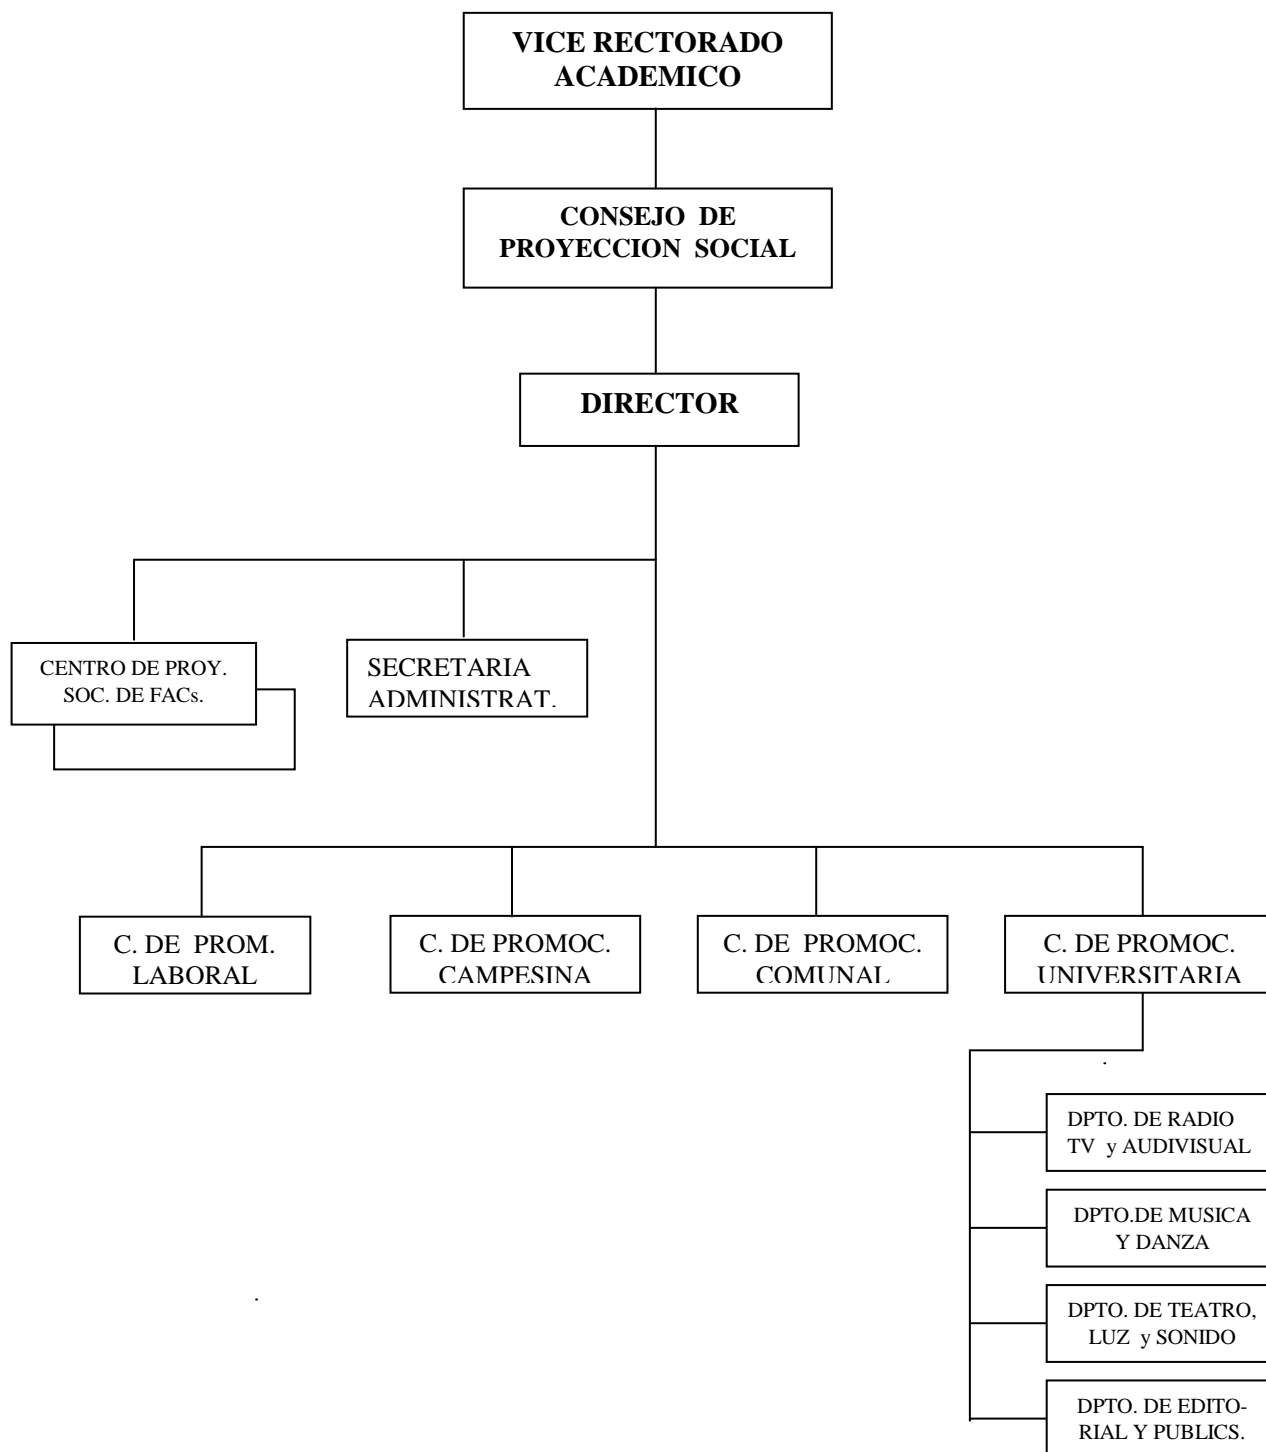 VICE RECTORADO
ACADEMICO
CONSEJO DE
PROYECCION SOCIAL
DIRECTOR
CENTRO DE PROY.
SOC. DE FACs.
SECRETARIA
ADMINISTRAT.
C. DE PROM.
LABORAL
C. DE PROMOC.
CAMPESINA
C. DE PROMOC.
COMUNAL
C. DE PROMOC.
UNIVERSITARIA
DPTO. DE RADIO
TV y AUDIVISUAL
DPTO.DE MUSICA
Y DANZA
DPTO. DE TEATRO,
LUZ y SONIDO
DPTO. DE EDITO-
RIAL Y PUBLICS.